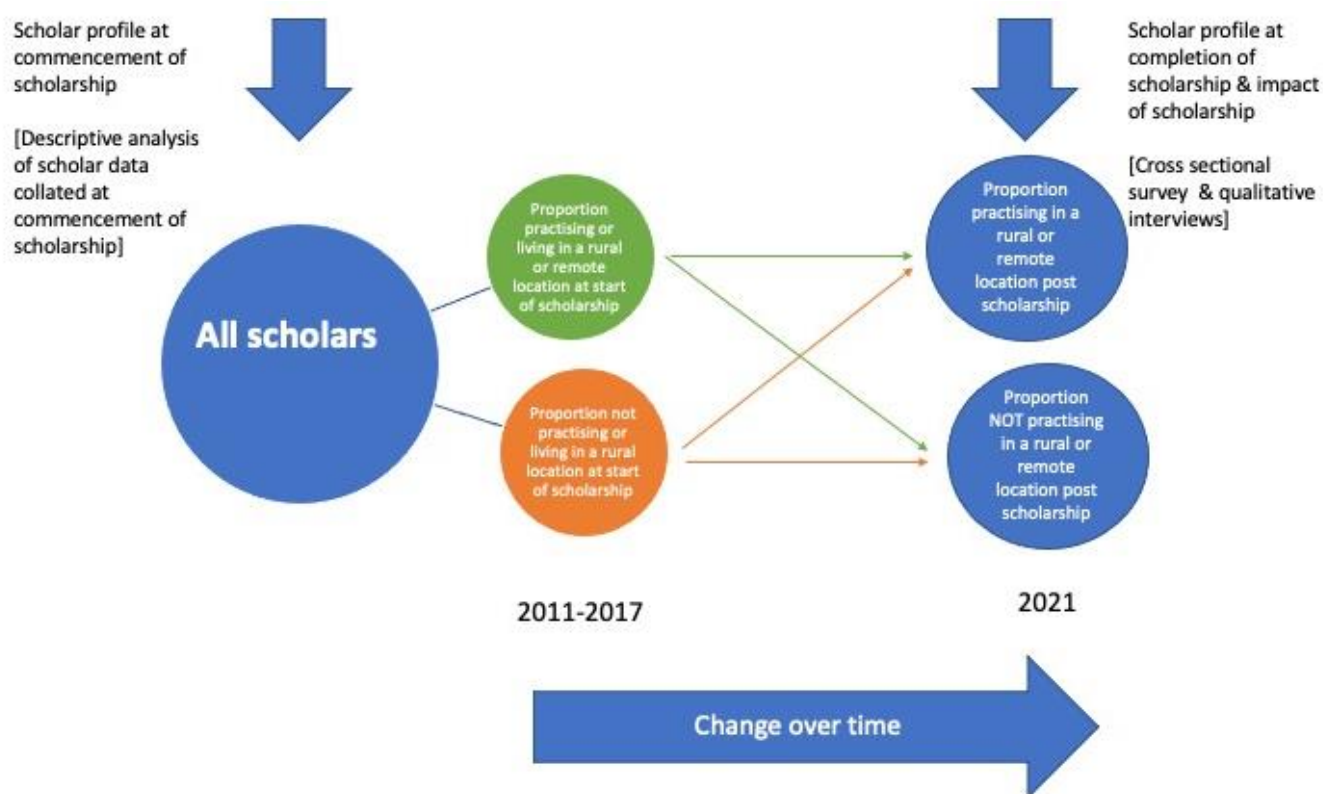 Scholar profile at
commencement of
scholarship
[Descriptive analysis
of scholar data
collated at
commencement of
scholarship]
All scholars
Proportion
practising or
living in a rural
or remote
location at start
of scholarship
Proportion not
practising or
living in a rural
location at start
of scholarship
2011-2017
Scholar profile at
completion of
scholarship & impact
of scholarship
[Cross sectional
survey & qualitative
interviews]
Proportion
practising in a
rural or
remote
location post
scholarship
Proportion
NOT practising
in a rural or
remote
location post
scholarship
2021
Change over time